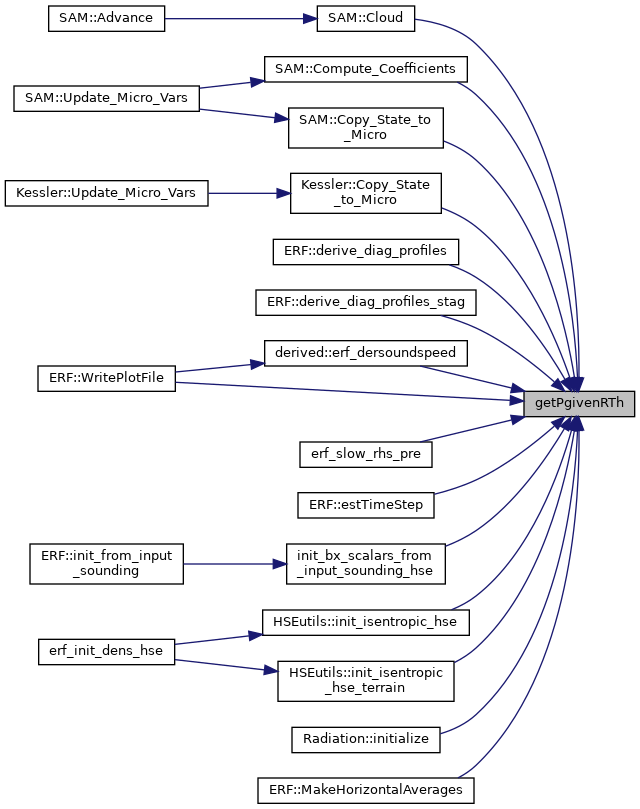 SAM::Advance
SAM::Cloud
SAM::Compute_Coefficients
SAM::Update_Micro_Vars
SAM::Copy_State_to
_Micro
Kessler::Update_Micro_Vars
Kessler::Copy_State
_to_Micro
ERF::derive_diag_profiles
ERF::derive_diag_profiles_stag
derived::erf_dersoundspeed
ERF::WritePlotFile
getPgivenRTh
erf_slow_rhs_pre
ERF::estTimeStep
ERF::init_from_input
_sounding
init_bx_scalars_from
_input_sounding_hse
HSEutils::init_isentropic_hse
erf_init_dens_hse
HSEutils::init_isentropic
_hse_terrain
Radiation::initialize
ERF::MakeHorizontalAverages